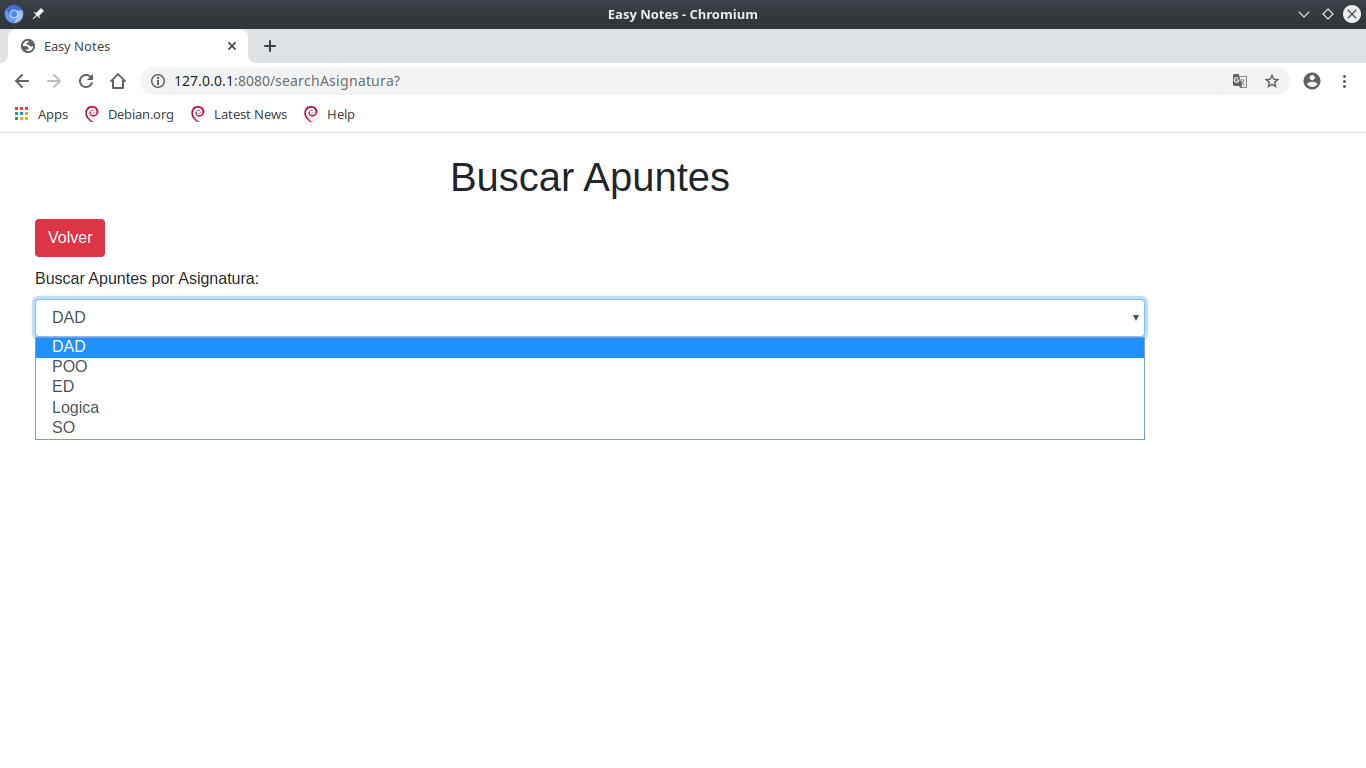 Easy Notes - Chromium
Easy Notes
127.0.0.1:8080/searchAsignatura?
Apps Debian.org Latest News Help
Buscar Apuntes
Volver
Buscar Apuntes por Asignatura:
DAD
DAD
POO
ED
Logica
SO